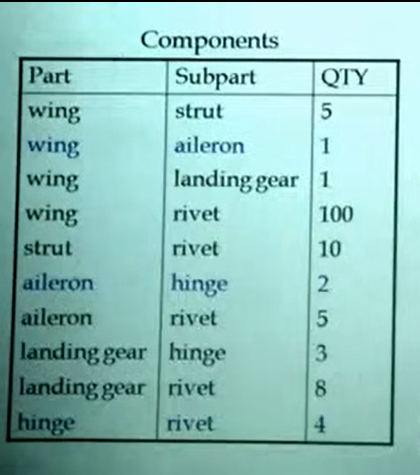 Components
Part Subpart QTY
wing strut 5
wing aileron 1
wing landing gear 1
wing rivet 100
strut rivet 10
aileron hinge 2
aileron rivet 5
landing gear hinge 3
landing gear rivet 8
hinge rivet 4